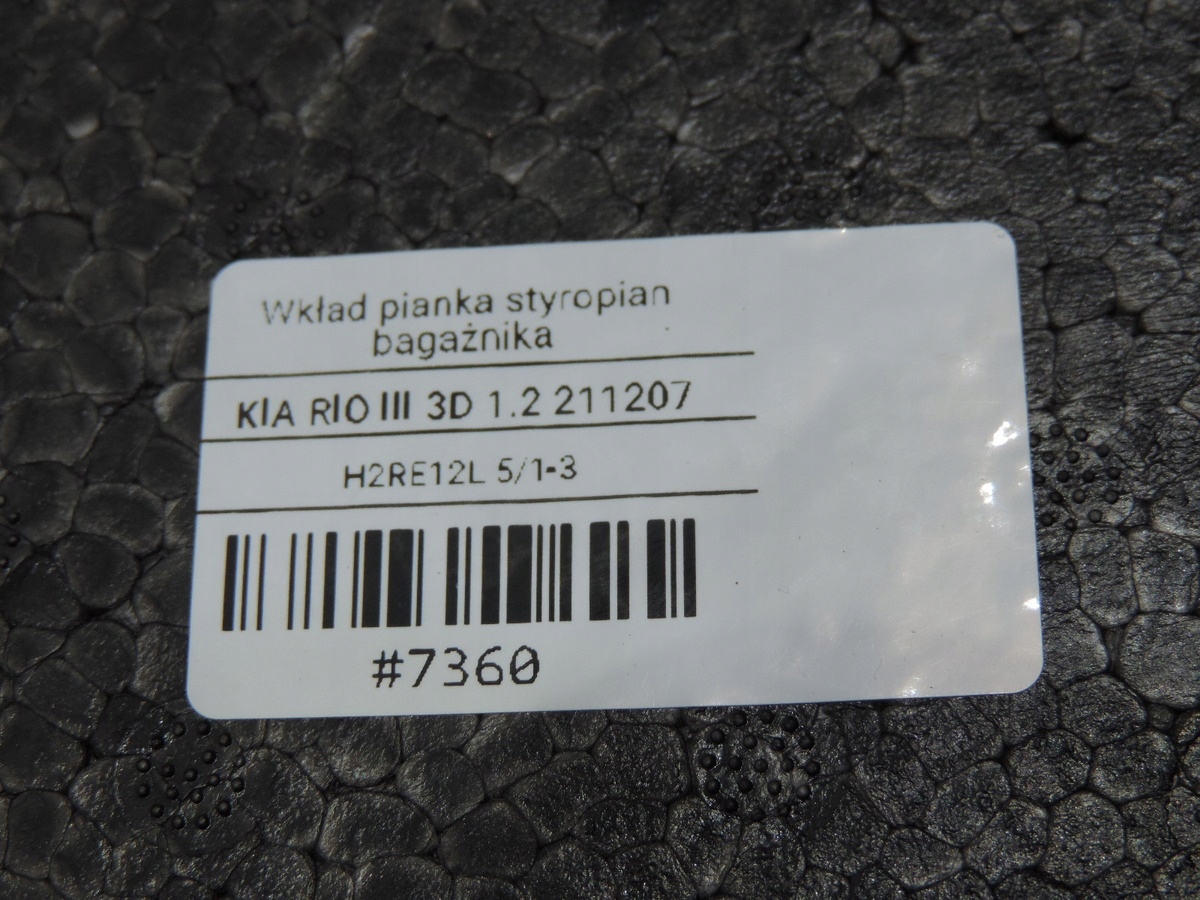 Wkład pianka styropian
bagażnika
KIA RIO III 3D 1.2 211207
H2RE12L 5/1-3
#7360